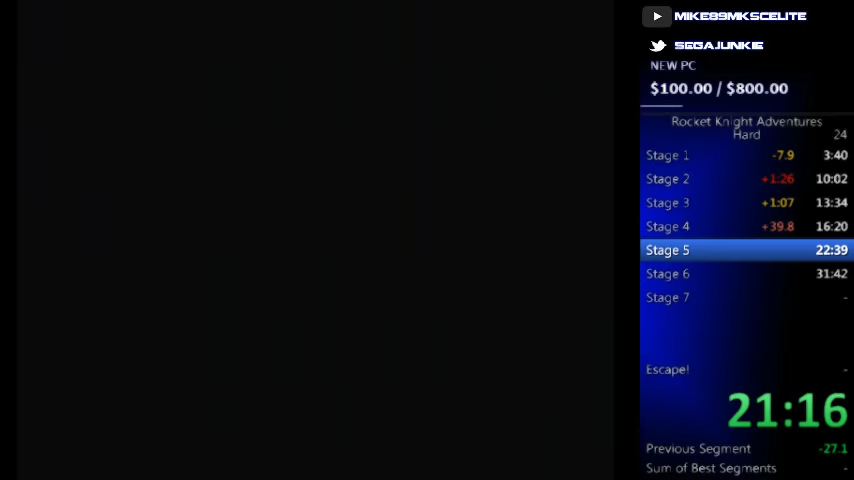 MIKE89MKSCELITE
SEGAJUNKIE
NEW PC
$100.00 / $800.00
Rocket Knight Adventures
Hard 24
Stage 1 -7.9 3:40
Stage 2 +1:26 10:02
Stage 3 +1:07 13:34
Stage 4 +39.8 16:20
Stage 5 22:39
Stage 6 31:42
Stage 7 -
Escape! -
21:16
Previous Segment -27.1
Sum of Best Segments -